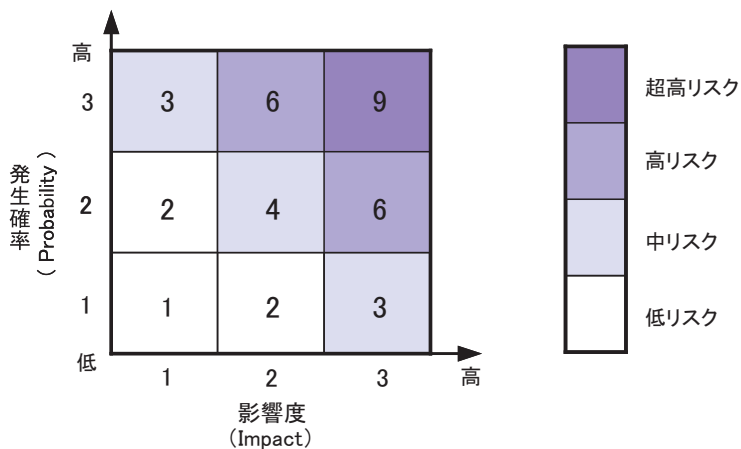 高
3
3 6 9
発生確率
(Probability)
2
2 4 6
1
1 2 3
低
1 2 3 高
影響度
(Impact)
超高リスク
高リスク
中リスク
低リスク